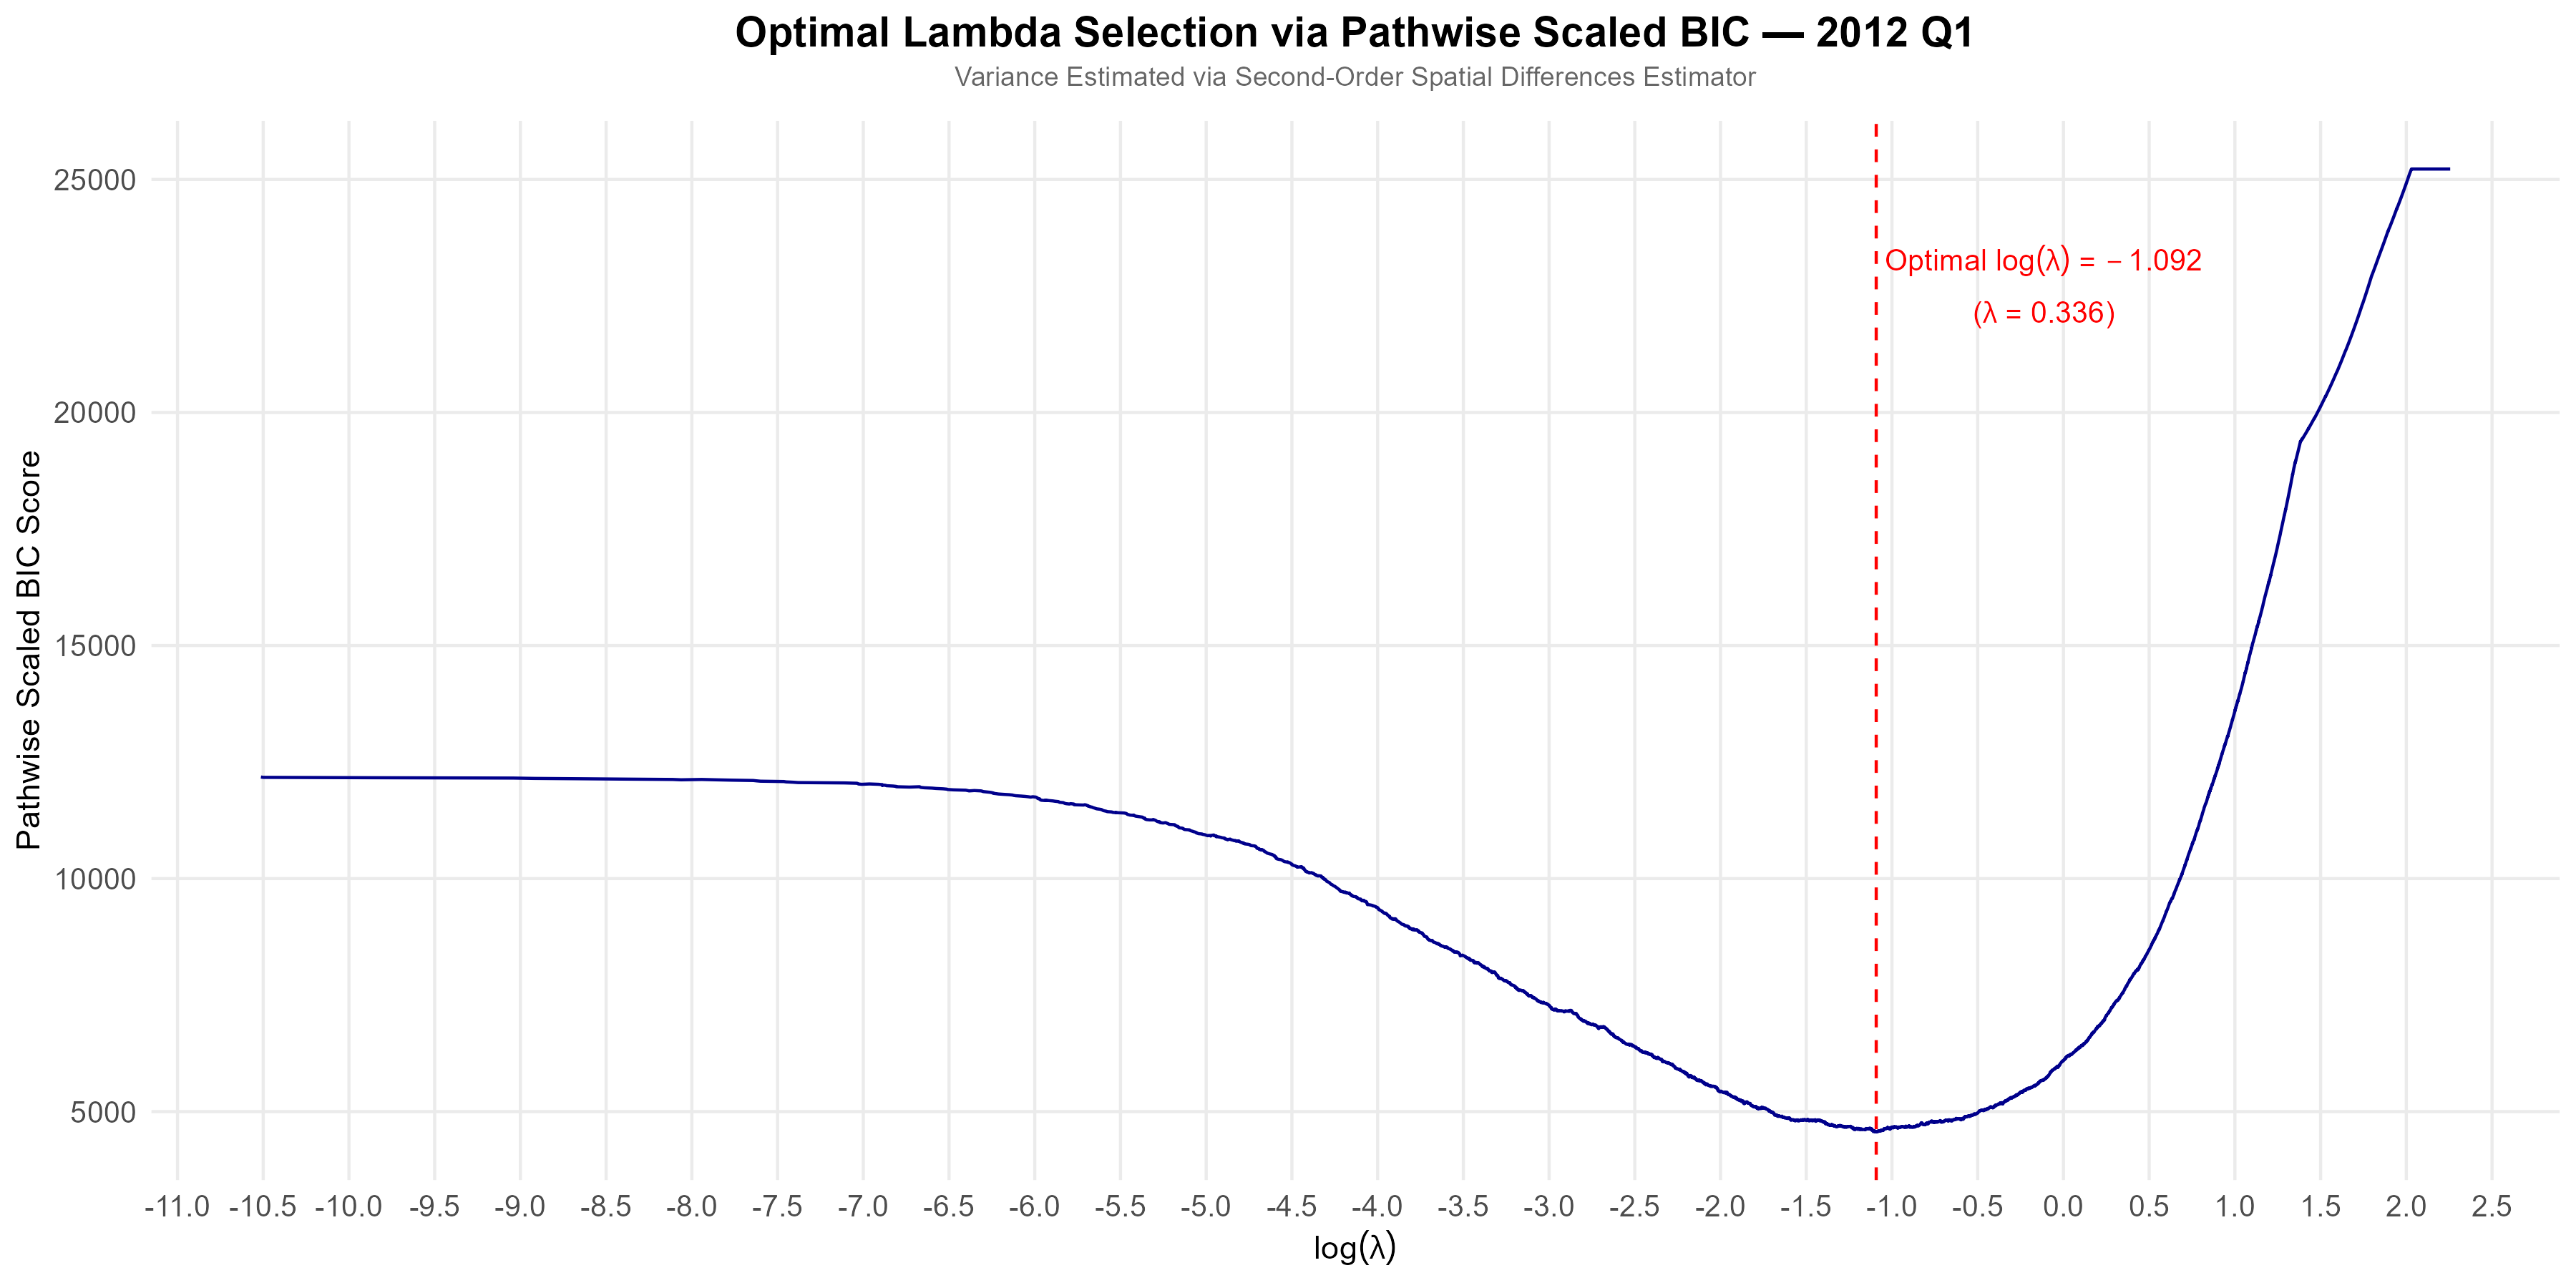 Optimal Lambda Selection via Pathwise Scaled BIC — 2012 Q1
Variance Estimated via Second-Order Spatial Differences Estimator
Pathwise Scaled BIC Score
25000
20000
15000
10000
5000
Optimal log(λ) = − 1.092
(λ = 0.336)
-11.0 -10.5 -10.0 -9.5 -9.0 -8.5 -8.0 -7.5 -7.0 -6.5 -6.0 -5.5 -5.0 -4.5 -4.0 -3.5 -3.0 -2.5 -2.0 -1.5 -1.0 -0.5 0.0 0.5 1.0 1.5 2.0 2.5
log(λ)